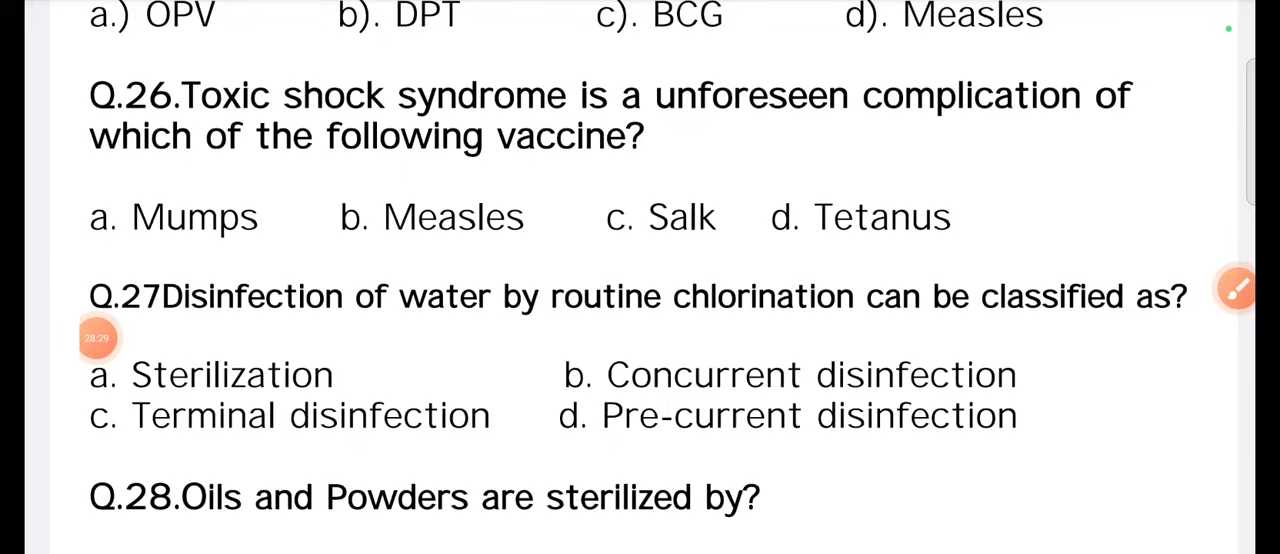 a.) OPV b). DPT c). BCG d). Measles
Q.26.Toxic shock syndrome is a unforeseen complication of
which of the following vaccine?
a. Mumps b. Measles c. Salk d. Tetanus
Q.27Disinfection of water by routine chlorination can be classified as?
28:29
a. Sterilization b. Concurrent disinfection
c. Terminal disinfection d. Pre-current disinfection
Q.28.Oils and Powders are sterilized by?